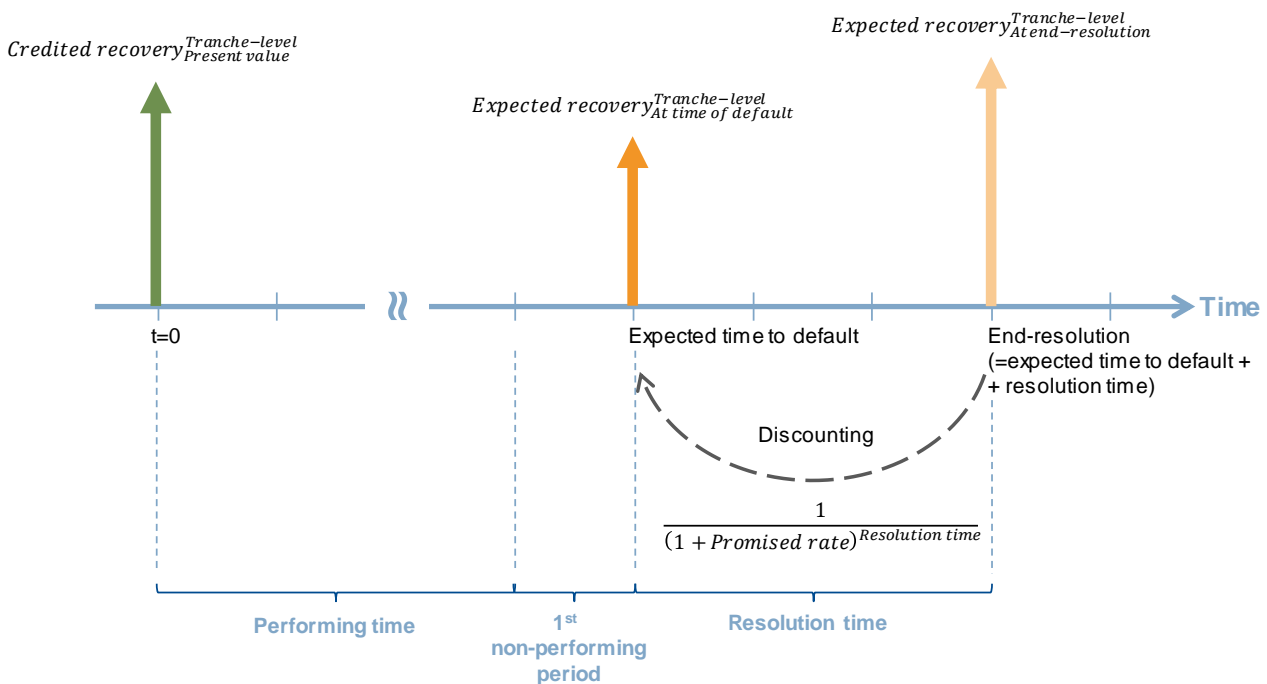 Expected recovery Tranche-level At end-resolution
Credited recovery Tranche-level Present value
Expected recovery Tranche-level At time of default
Time
t=0
Expected time to default
End-resolution
(=expected time to default +
+ resolution time)
Discounting
1
(1 + Promised rate)^Resolution time
Performing time
1st
non-performing
period
Resolution time